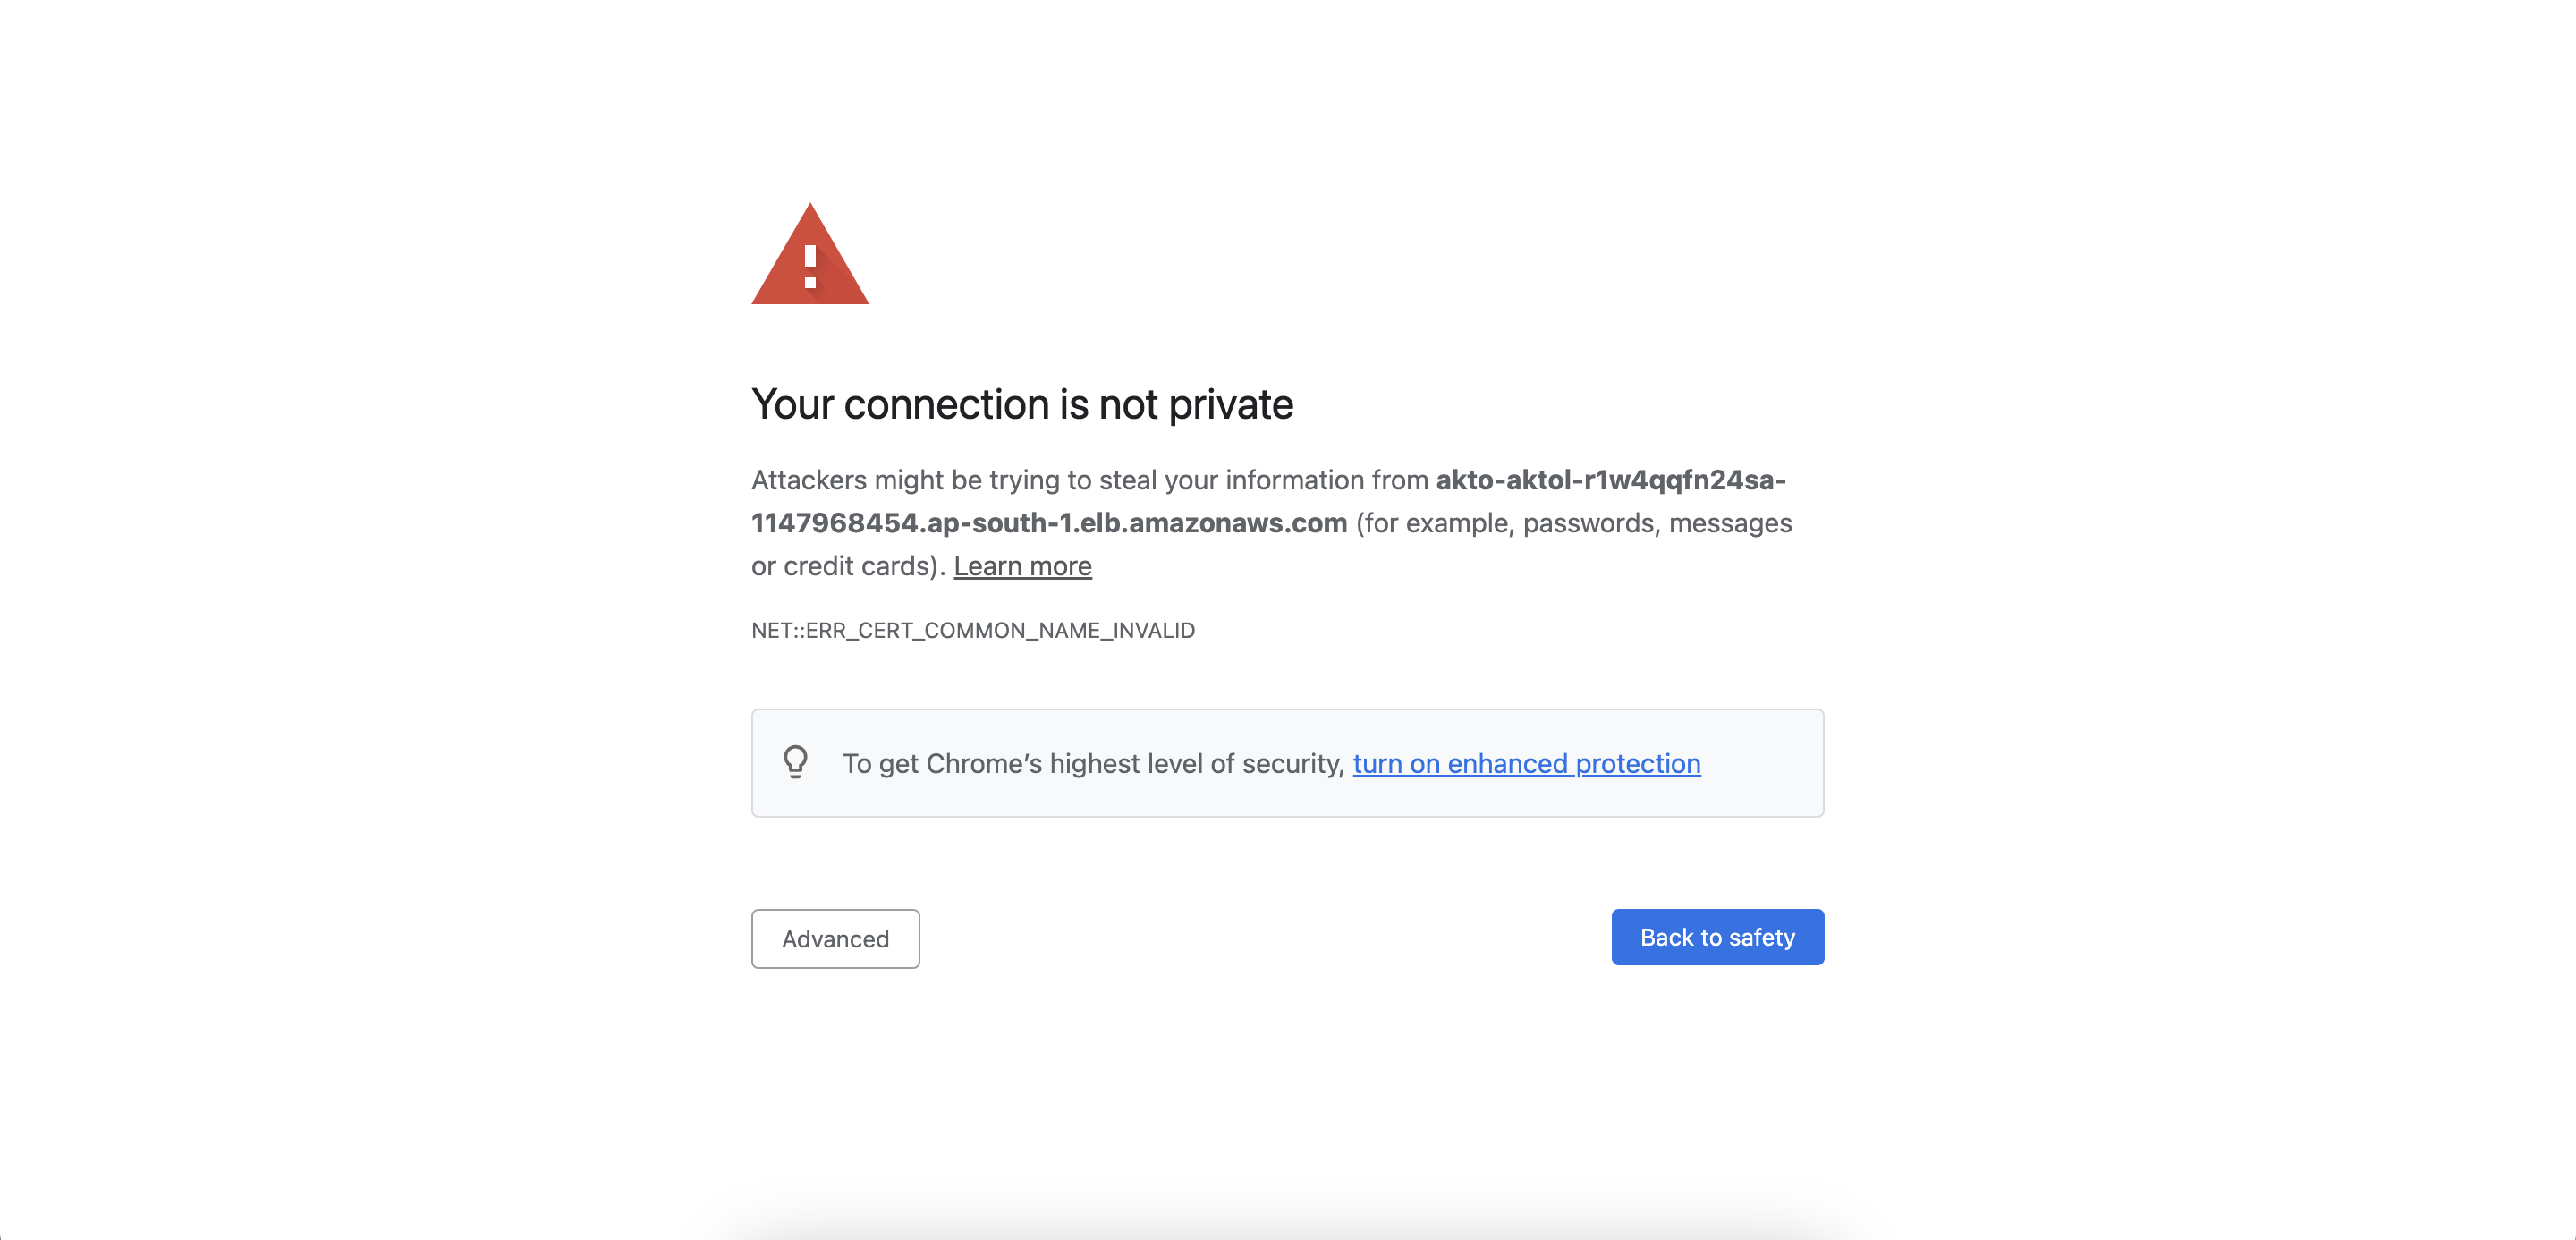 Your connection is not private
Attackers might be trying to steal your information from akto-aktol-r1w4qqfn24sa-
1147968454.ap-south-1.elb.amazonaws.com (for example, passwords, messages
or credit cards). Learn more
NET::ERR_CERT_COMMON_NAME_INVALID
To get Chrome’s highest level of security, turn on enhanced protection
Advanced
Back to safety